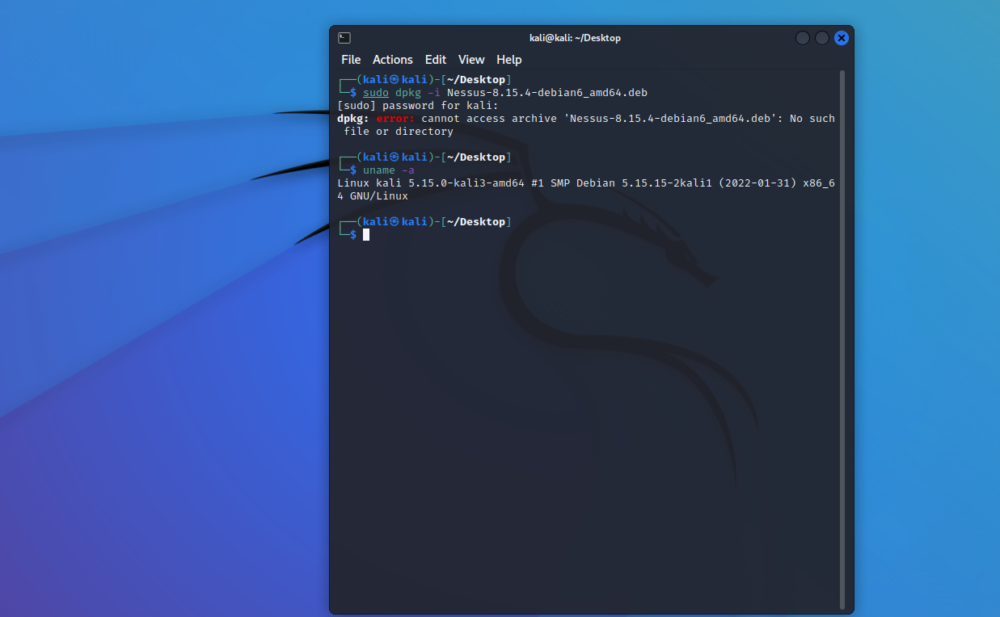 kali@kali: ~/Desktop
File Actions Edit View Help
┌──(kali㉿kali)-[~/Desktop]
└─$ sudo dpkg -i Nessus-8.15.4-debian6_amd64.deb
[sudo] password for kali:
dpkg: error: cannot access archive 'Nessus-8.15.4-debian6_amd64.deb': No such
file or directory
┌──(kali㉿kali)-[~/Desktop]
└─$ uname -a
Linux kali 5.15.0-kali3-amd64 #1 SMP Debian 5.15.15-2kali1 (2022-01-31) x86_6
4 GNU/Linux
┌──(kali㉿kali)-[~/Desktop]
└─$